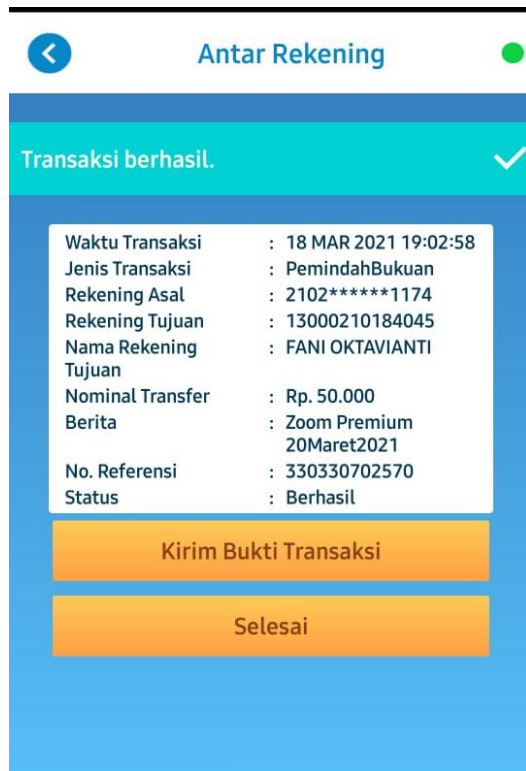 Antar Rekening
Transaksi berhasil.
Waktu Transaksi : 18 MAR 2021 19:02:58
Jenis Transaksi : PemindahBukuan
Rekening Asal : 2102******1174
Rekening Tujuan : 13000210184045
Nama Rekening : FANI OKTAVIANTI
Tujuan
Nominal Transfer : Rp. 50.000
Berita : Zoom Premium
20Maret2021
No. Referensi : 330330702570
Status : Berhasil
Kirim Bukti Transaksi
Selesai